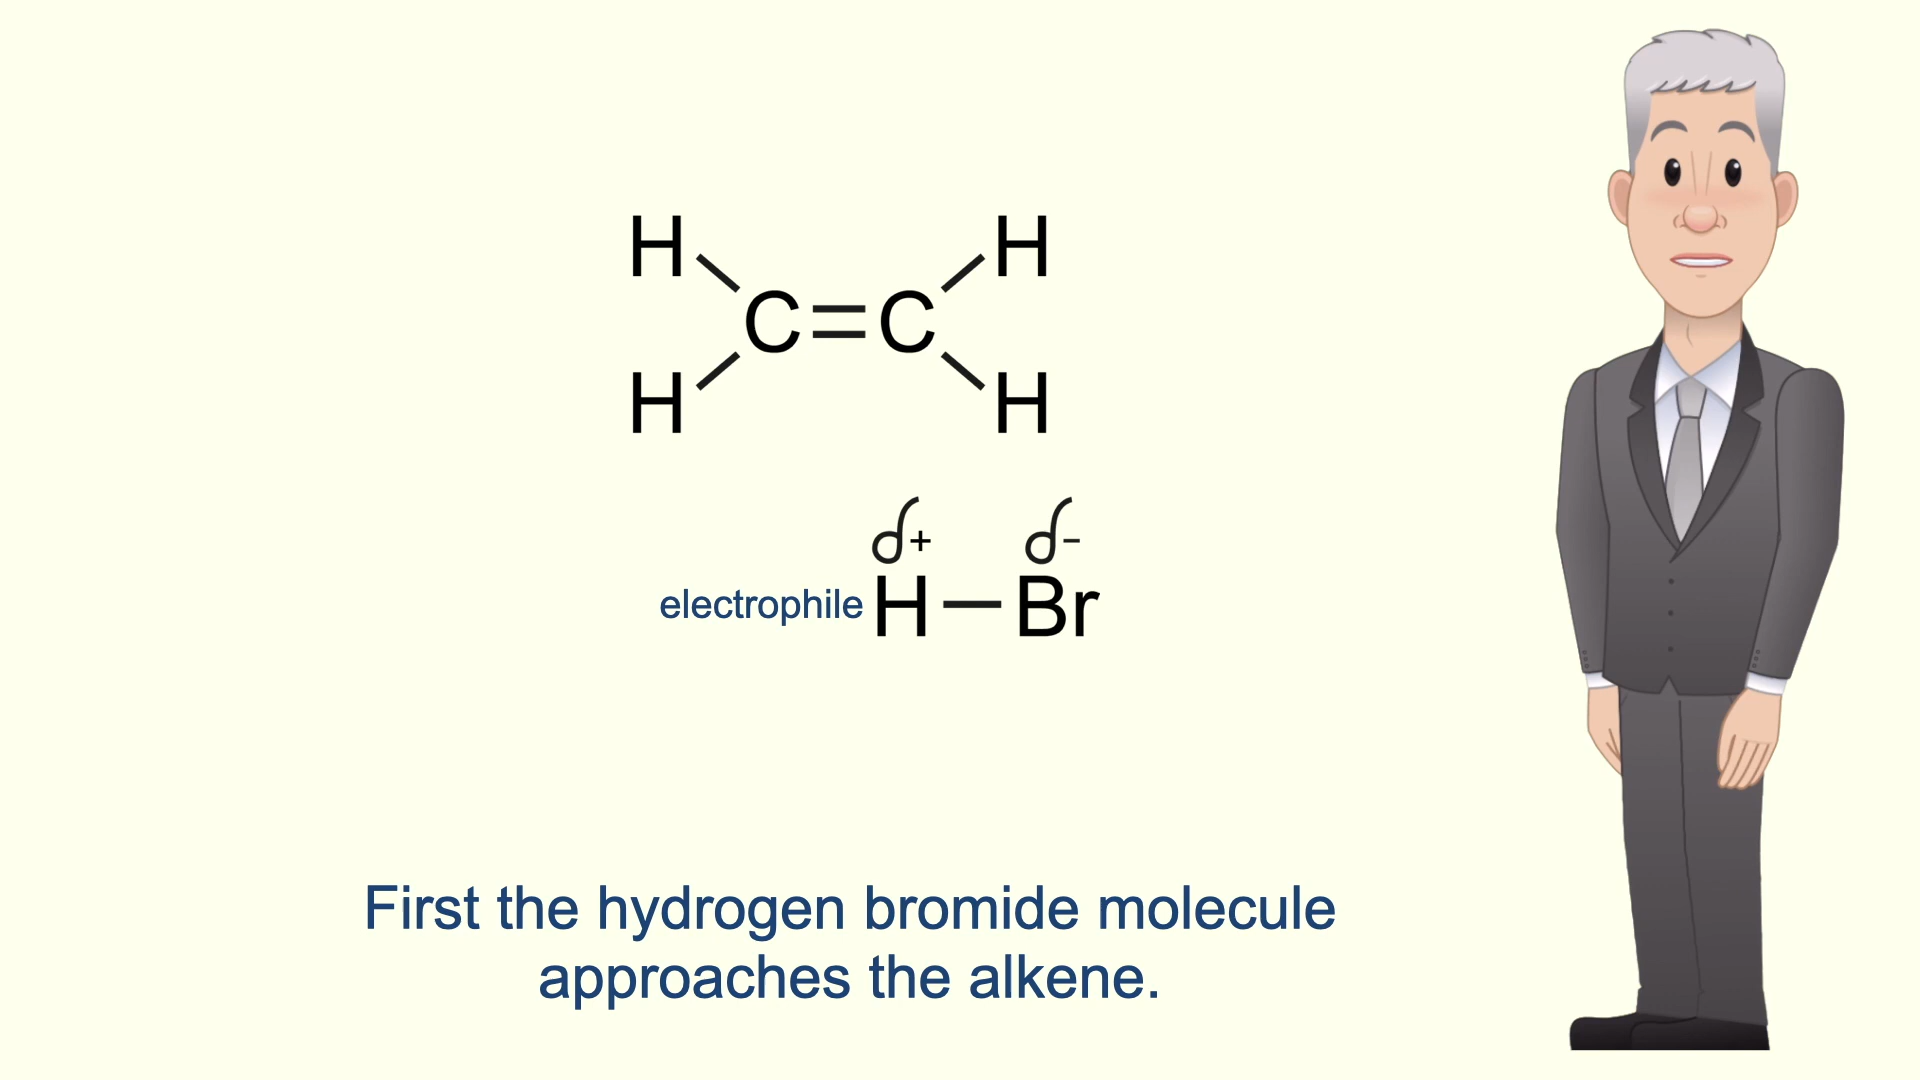 H H
C=C
H H
δ+ δ−
electrophile H—Br
First the hydrogen bromide molecule
approaches the alkene.